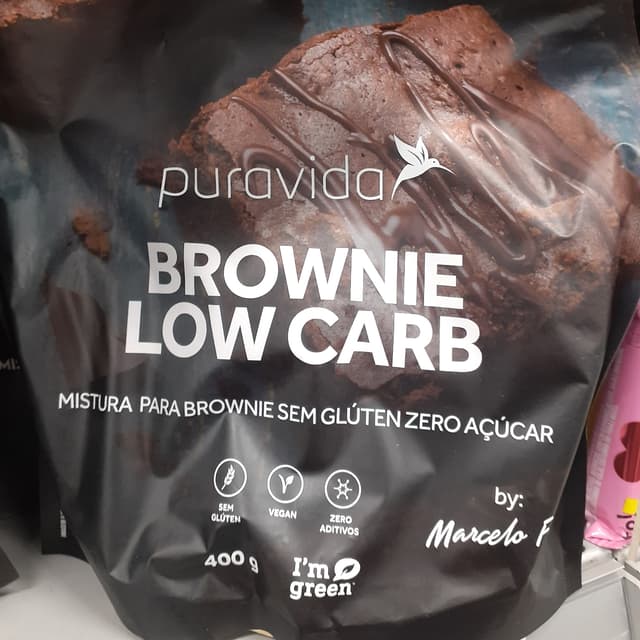 puravida
BROWNIE
LOW CARB
MISTURA PARA BROWNIE SEM GLÚTEN ZERO AÇÚCAR
SEM
GLÚTEN
VEGAN
ZERO
ADITIVOS
by:
Marcelo F
400 g
I'm
green